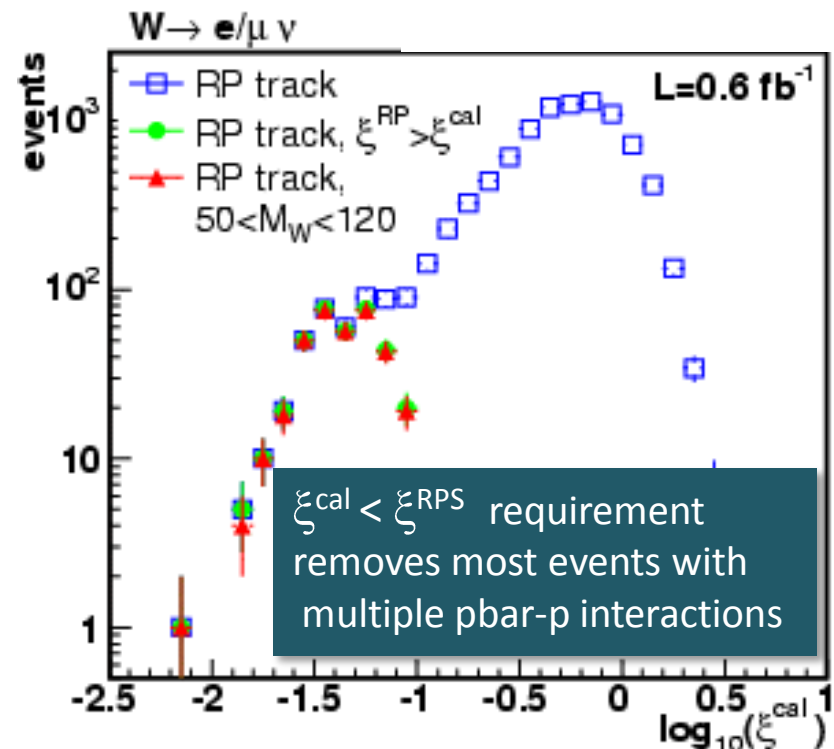 W→ e/μ ν
events
RP track
RP track, ξ^RP>ξ^cal
RP track,
50<M_W<120
L=0.6 fb^-1
10^3
10^2
10
1
ξ^cal < ξ^RPS requirement
removes most events with
multiple pbar-p interactions
-2.5 -2 -1.5 -1 -0.5 0 0.5 1
log_10(ξ^cal)